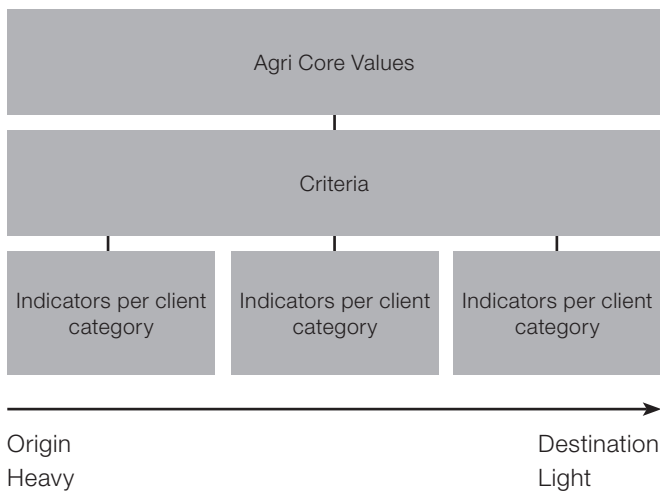 Agri Core Values
Criteria
Indicators per client
category
Indicators per client
category
Indicators per client
category
Origin
Destination
Heavy
Light